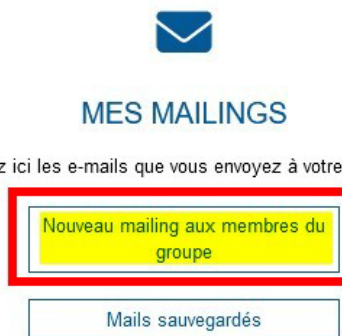 MES MAILINGS
ici les e-mails que vous envoyez à votre
Nouveau mailing aux membres du
groupe
Mails sauvegardés